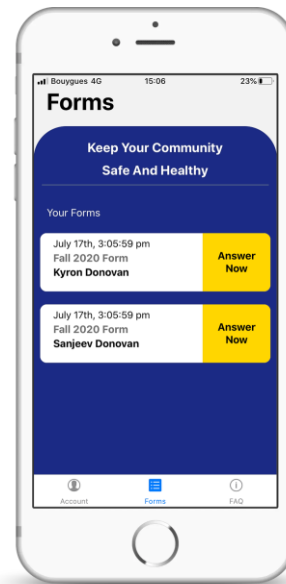 Bouygues 4G 15:06 23%
Forms
Keep Your Community
Safe And Healthy
Your Forms
July 17th, 3:05:59 pm
Fall 2020 Form
Kyron Donovan
Answer
Now
July 17th, 3:05:59 pm
Fall 2020 Form
Sanjeev Donovan
Answer
Now
Account Forms FAQ